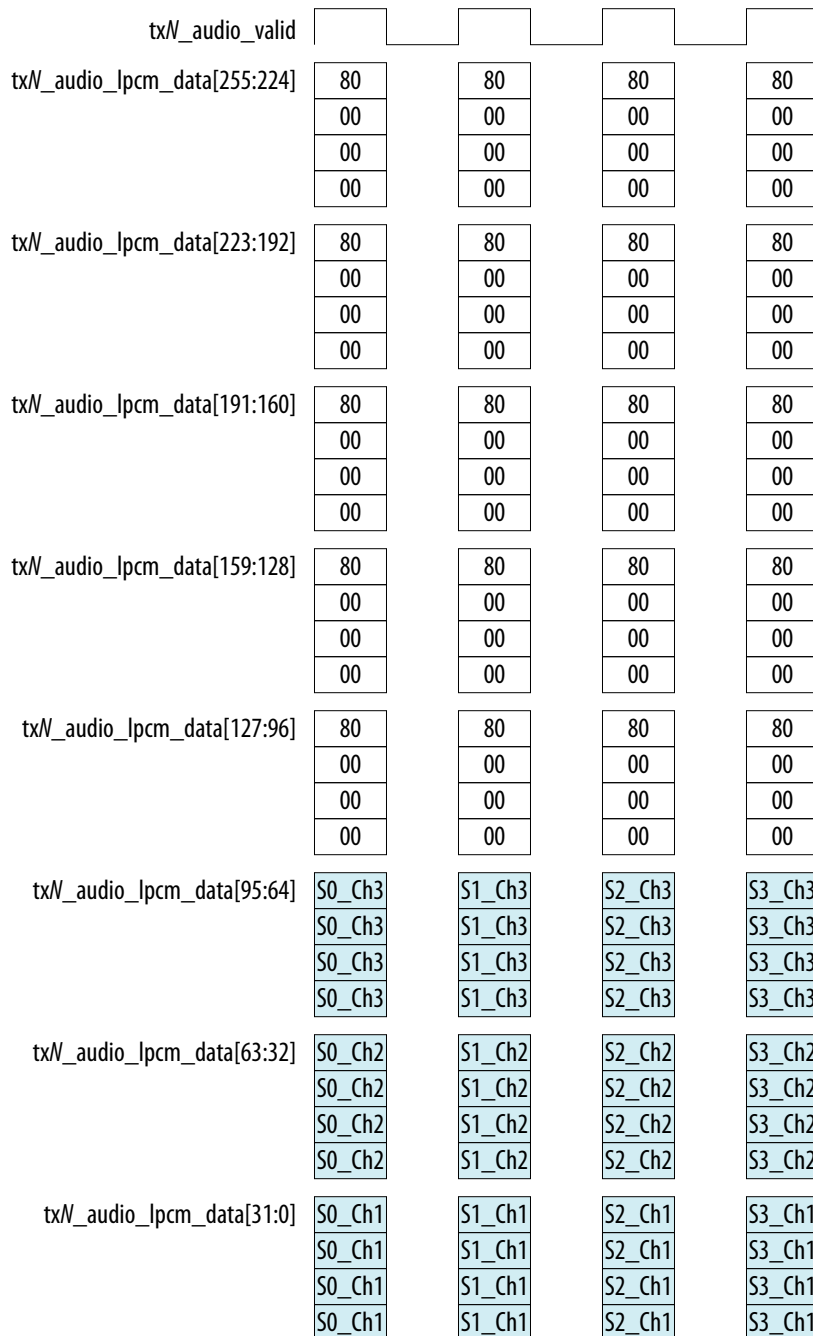 txN_audio_valid
txN_audio_lpcm_data[255:224] 80 80 80 80
00 00 00 00
00 00 00 00
00 00 00 00
txN_audio_lpcm_data[223:192] 80 80 80 80
00 00 00 00
00 00 00 00
00 00 00 00
txN_audio_lpcm_data[191:160] 80 80 80 80
00 00 00 00
00 00 00 00
00 00 00 00
txN_audio_lpcm_data[159:128] 80 80 80 80
00 00 00 00
00 00 00 00
00 00 00 00
txN_audio_lpcm_data[127:96] 80 80 80 80
00 00 00 00
00 00 00 00
00 00 00 00
txN_audio_lpcm_data[95:64] S0_Ch3 S1_Ch3 S2_Ch3 S3_Ch3
S0_Ch3 S1_Ch3 S2_Ch3 S3_Ch3
S0_Ch3 S1_Ch3 S2_Ch3 S3_Ch3
S0_Ch3 S1_Ch3 S2_Ch3 S3_Ch3
txN_audio_lpcm_data[63:32] S0_Ch2 S1_Ch2 S2_Ch2 S3_Ch2
S0_Ch2 S1_Ch2 S2_Ch2 S3_Ch2
S0_Ch2 S1_Ch2 S2_Ch2 S3_Ch2
S0_Ch2 S1_Ch2 S2_Ch2 S3_Ch2
txN_audio_lpcm_data[31:0] S0_Ch1 S1_Ch1 S2_Ch1 S3_Ch1
S0_Ch1 S1_Ch1 S2_Ch1 S3_Ch1
S0_Ch1 S1_Ch1 S2_Ch1 S3_Ch1
S0_Ch1 S1_Ch1 S2_Ch1 S3_Ch1